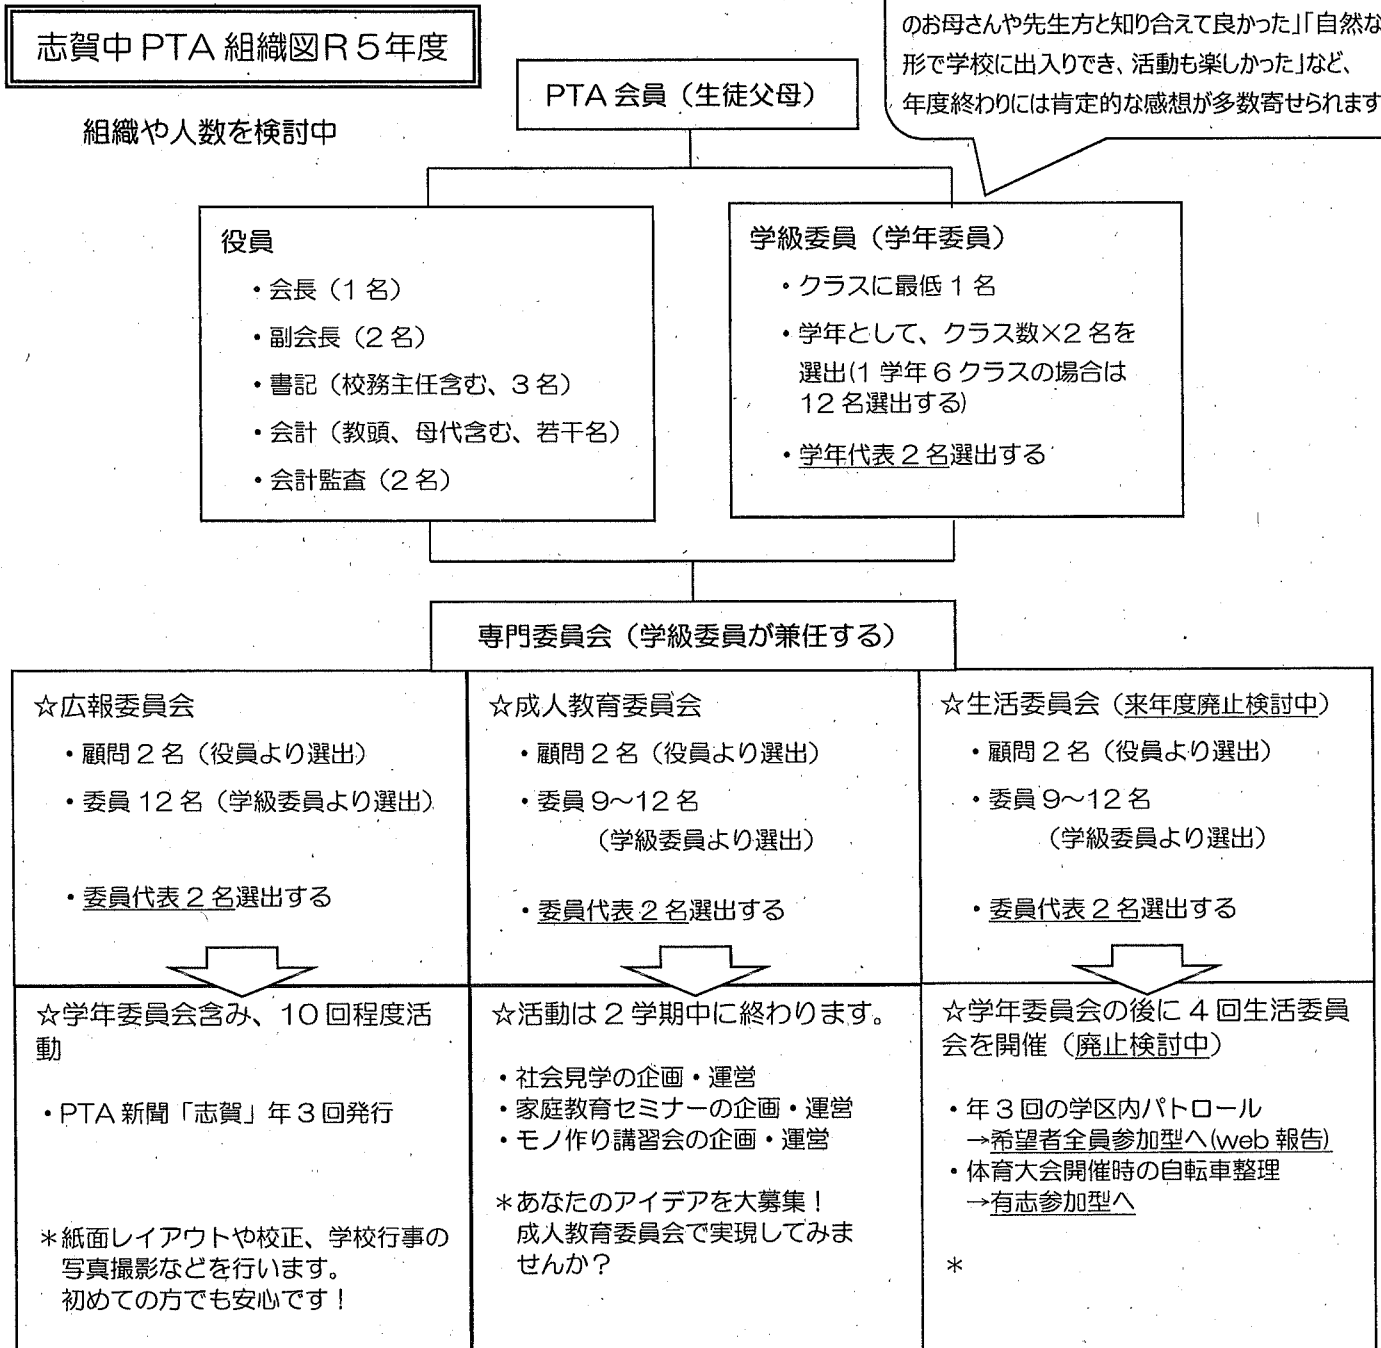 志賀中 PTA 組織図R5年度
組織や人数を検討中
PTA 会員（生徒父母）
のお母さんや先生方と知り合えて良かった」「自然な
形で学校に出入りでき、活動も楽しかった」など、
年度終わりには肯定的な感想が多数寄せられます
役員
・会長（1名）
・副会長（2名）
・書記（校務主任含む、3名）
・会計（教頭、母代含む、若干名）
・会計監査（2名）
学級委員（学年委員）
・クラスに最低1名
・学年として、クラス数×2名を
選出(1学年6クラスの場合は
12名選出する)
・学年代表2名選出する
専門委員会（学級委員が兼任する）
☆広報委員会
・顧問2名（役員より選出）
・委員12名（学級委員より選出）
・委員代表2名選出する
☆学年委員会含み、10回程度活
動
・PTA新聞「志賀」年3回発行
＊紙面レイアウトや校正、学校行事の
写真撮影などを行います。
初めての方でも安心です！
☆成人教育委員会
・顧問2名（役員より選出）
・委員9～12名
（学級委員より選出）
・委員代表2名選出する
☆活動は2学期中に終わります。
・社会見学の企画・運営
・家庭教育セミナーの企画・運営
・モノ作り講習会の企画・運営
＊あなたのアイデアを大募集！
成人教育委員会で実現してみま
せんか？
☆生活委員会（来年度廃止検討中）
・顧問2名（役員より選出）
・委員9～12名
（学級委員より選出）
・委員代表2名選出する
☆学年委員会の後に4回生活委員
会を開催（廃止検討中）
・年3回の学区内パトロール
→希望者全員参加型へ(web報告)
・体育大会開催時の自転車整理
→有志参加型へ
＊